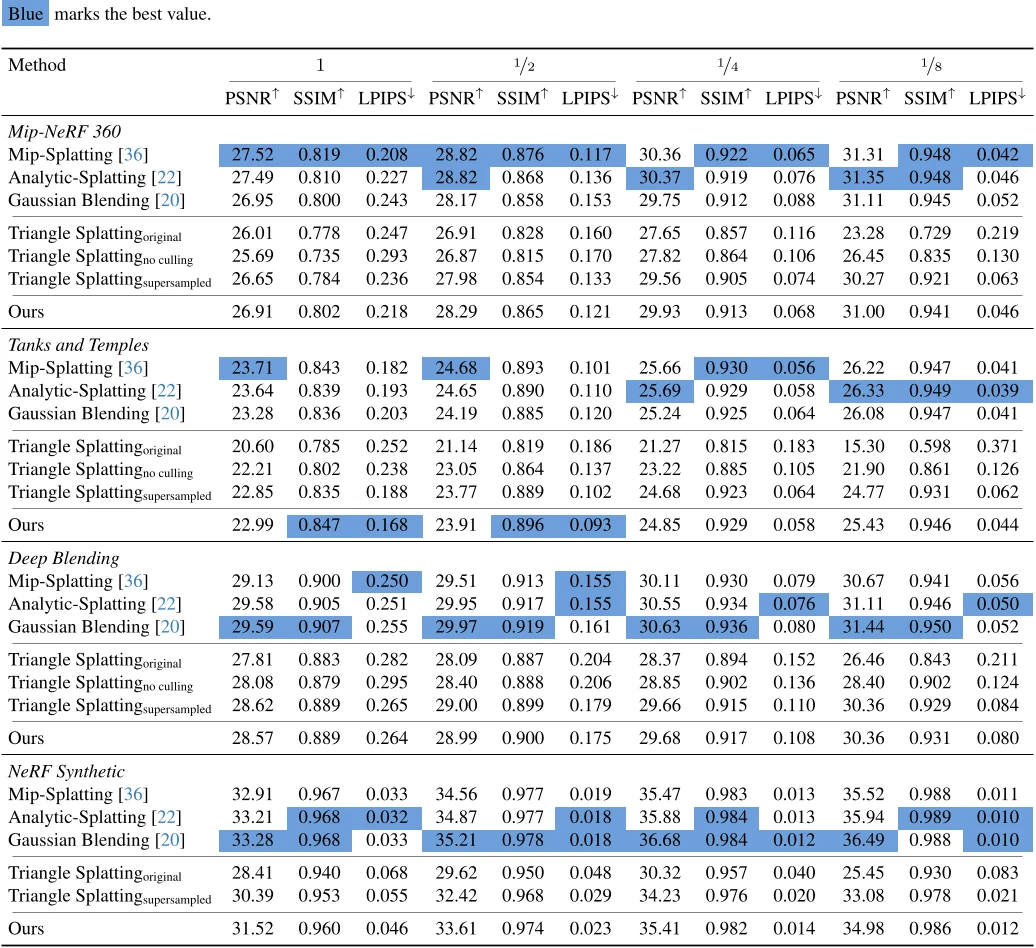 Blue marks the best value.
Method 1 1/2 1/4 1/8
PSNR↑ SSIM↑ LPIPS↓ PSNR↑ SSIM↑ LPIPS↓ PSNR↑ SSIM↑ LPIPS↓ PSNR↑ SSIM↑ LPIPS↓
Mip-NeRF 360
Mip-Splatting [36] 27.52 0.819 0.208 28.82 0.876 0.117 30.36 0.922 0.065 31.31 0.948 0.042
Analytic-Splatting [22] 27.49 0.810 0.227 28.82 0.868 0.136 30.37 0.919 0.076 31.35 0.948 0.046
Gaussian Blending [20] 26.95 0.800 0.243 28.17 0.858 0.153 29.75 0.912 0.088 31.11 0.945 0.052
Triangle Splatting original 26.01 0.778 0.247 26.91 0.828 0.160 27.65 0.857 0.116 23.28 0.729 0.219
Triangle Splatting no culling 25.69 0.735 0.293 26.87 0.815 0.170 27.82 0.864 0.106 26.45 0.835 0.130
Triangle Splatting supersampled 26.65 0.784 0.236 27.98 0.854 0.133 29.56 0.905 0.074 30.27 0.921 0.063
Ours 26.91 0.802 0.218 28.29 0.865 0.121 29.93 0.913 0.068 31.00 0.941 0.046
Tanks and Temples
Mip-Splatting [36] 23.71 0.843 0.182 24.68 0.893 0.101 25.66 0.930 0.056 26.22 0.947 0.041
Analytic-Splatting [22] 23.64 0.839 0.193 24.65 0.890 0.110 25.69 0.929 0.058 26.33 0.949 0.039
Gaussian Blending [20] 23.28 0.836 0.203 24.19 0.885 0.120 25.24 0.925 0.064 26.08 0.947 0.041
Triangle Splatting original 20.60 0.785 0.252 21.14 0.819 0.186 21.27 0.815 0.183 15.30 0.598 0.371
Triangle Splatting no culling 22.21 0.802 0.238 23.05 0.864 0.137 23.22 0.885 0.105 21.90 0.861 0.126
Triangle Splatting supersampled 22.85 0.835 0.188 23.77 0.889 0.102 24.68 0.923 0.064 24.77 0.931 0.062
Ours 22.99 0.847 0.168 23.91 0.896 0.093 24.85 0.929 0.058 25.43 0.946 0.044
Deep Blending
Mip-Splatting [36] 29.13 0.900 0.250 29.51 0.913 0.155 30.11 0.930 0.079 30.67 0.941 0.056
Analytic-Splatting [22] 29.58 0.905 0.251 29.95 0.917 0.155 30.55 0.934 0.076 31.11 0.946 0.050
Gaussian Blending [20] 29.59 0.907 0.255 29.97 0.919 0.161 30.63 0.936 0.080 31.44 0.950 0.052
Triangle Splatting original 27.81 0.883 0.282 28.09 0.887 0.204 28.37 0.894 0.152 26.46 0.843 0.211
Triangle Splatting no culling 28.08 0.879 0.295 28.40 0.888 0.206 28.85 0.902 0.136 28.40 0.902 0.124
Triangle Splatting supersampled 28.62 0.889 0.265 29.00 0.899 0.179 29.66 0.915 0.110 30.36 0.929 0.084
Ours 28.57 0.889 0.264 28.99 0.900 0.175 29.68 0.917 0.108 30.36 0.931 0.080
NeRF Synthetic
Mip-Splatting [36] 32.91 0.967 0.033 34.56 0.977 0.019 35.47 0.983 0.013 35.52 0.988 0.011
Analytic-Splatting [22] 33.21 0.968 0.032 34.87 0.977 0.018 35.88 0.984 0.013 35.94 0.989 0.010
Gaussian Blending [20] 33.28 0.968 0.033 35.21 0.978 0.018 36.68 0.984 0.012 36.49 0.988 0.010
Triangle Splatting original 28.41 0.940 0.068 29.62 0.950 0.048 30.32 0.957 0.040 25.45 0.930 0.083
Triangle Splatting supersampled 30.39 0.953 0.055 32.42 0.968 0.029 34.23 0.976 0.020 33.08 0.978 0.021
Ours 31.52 0.960 0.046 33.61 0.974 0.023 35.41 0.982 0.014 34.98 0.986 0.012